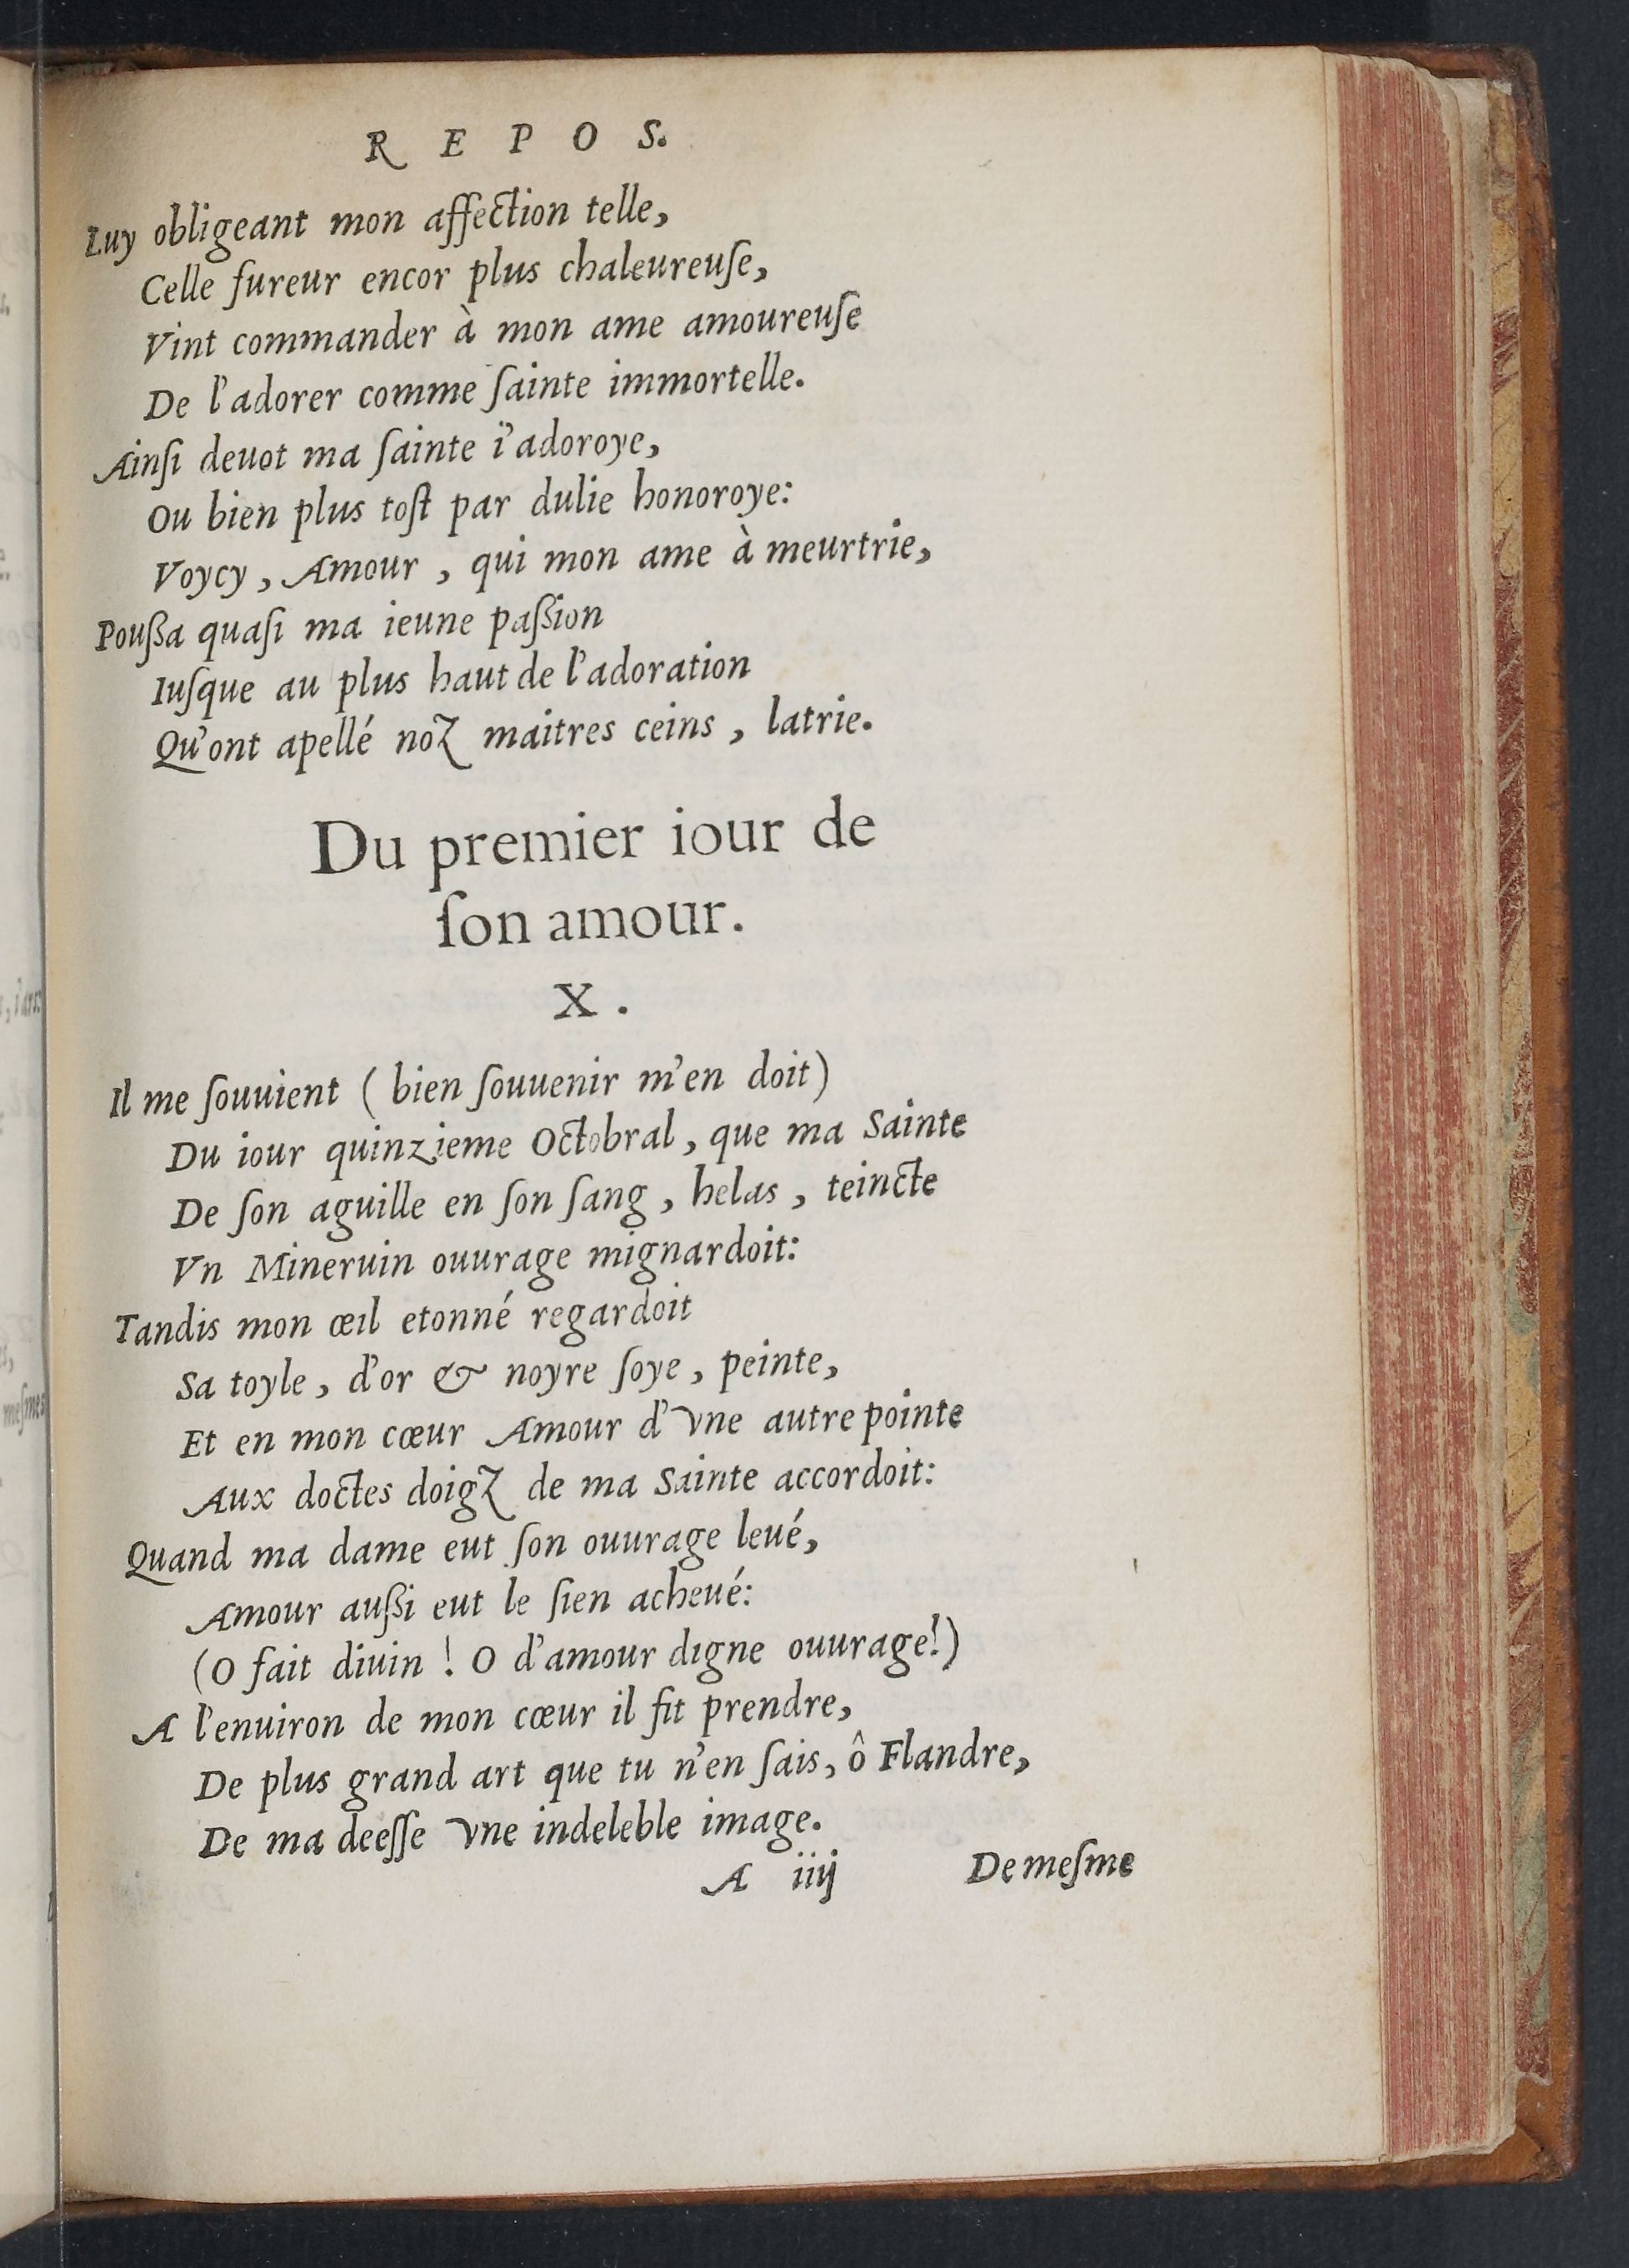 REPOS.
Luy obligeant mon affection telle,
Celle fureur encor plus chaleureuſe,
Vint commander à mon ame amoureuſe
De l'adorer comme ſainte immortelle.
Ainſi deuot ma ſainte i'adoroye,
Ou bien plus toſt par dulie honoroye:
Voycy, Amour, qui mon ame à meurtrie,
Pouſſa quaſi ma ieune paſſion
Iuſque au plus haut de l'adoration
Qu'ont apellé noz maitres ceins, latrie.
Du premier iour de
ſon amour.
X.
Il me ſouuient (bien ſouuenir m'en doit)
Du iour quinzieme Octobral, que ma Sainte
De ſon aguille en ſon ſang, helas, teincte
Vn Mineruin ouurage mignardoit:
Tandis mon œil etonné regardoit
Sa toyle, d'or & noyre ſoye, peinte,
Et en mon cœur Amour d'vne autre pointe
Aux doctes doigz de ma Sainte accordoit:
Quand ma dame eut ſon ouurage leué,
Amour auſſi eut le ſien acheué:
(O fait diuin! O d'amour digne ouurage!)
A l'enuiron de mon cœur il fit prendre,
De plus grand art que tu n'en ſais, ô Flandre,
De ma deeſſe vne indeleble image.
A iiij Demeſme